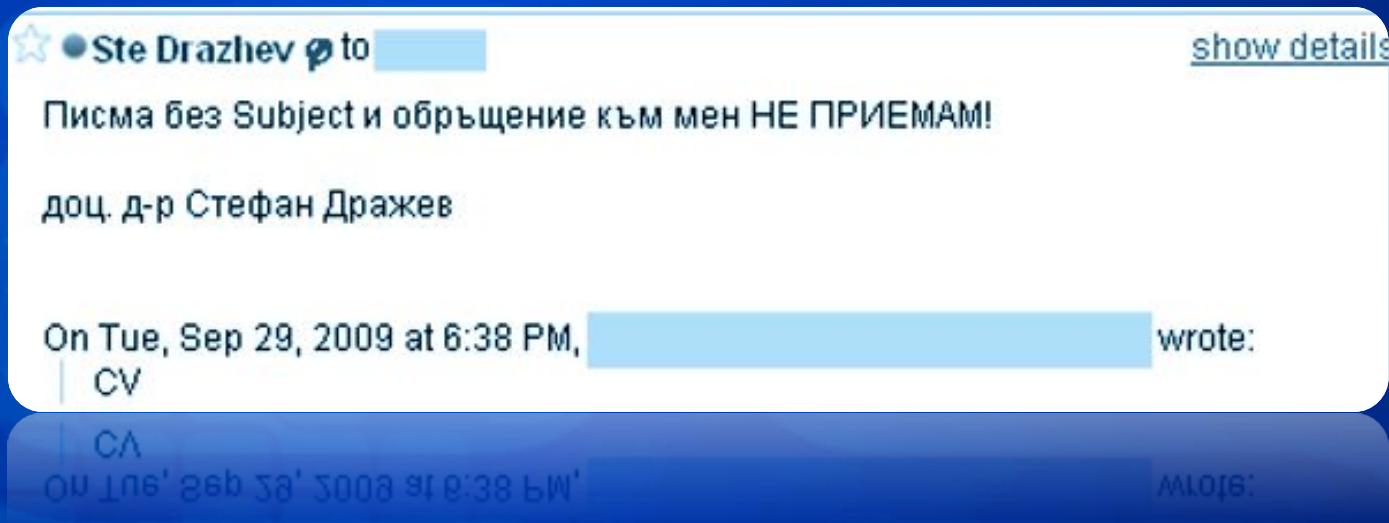 Ste Drazhev to show details
Писма без Subject и обръщение към мен НЕ ПРИЕМАМ!
доц. д-р Стефан Дражев
On Tue, Sep 29, 2009 at 6:38 PM, wrote:
CV